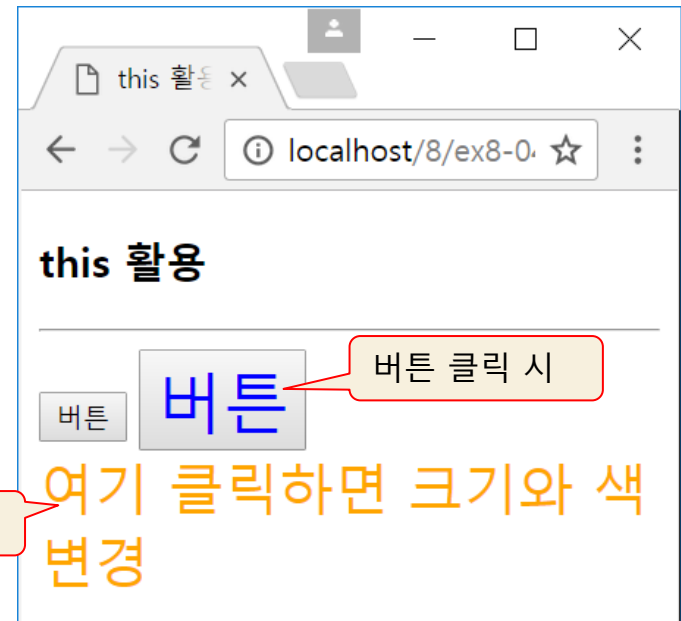 this 활용
localhost/8/ex8-04
this 활용
버튼 클릭 시
버튼 버튼
여기 클릭하면 크기와 색
변경